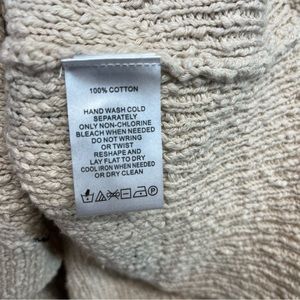 100% COTTON
HAND WASH COLD
SEPARATELY
ONLY NON-CHLORINE
BLEACH WHEN NEEDED
DO NOT WRING
OR TWIST
RESHAPE AND
LAY FLAT TO DRY
COOL IRON WHEN NEEDED
OR DRY CLEAN
P